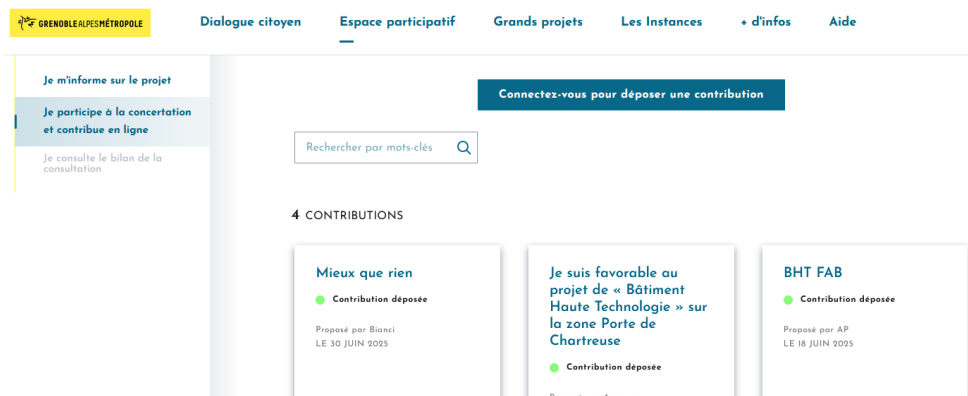 GRENOBLEALPESMÉTROPOLE
Dialogue citoyen
Espace participatif
Grands projets
Les Instances
+ d'infos
Aide
Je m'informe sur le projet
Je participe à la concertation
et contribue en ligne
Je consulte le bilan de la
consultation
Connectez-vous pour déposer une contribution
Rechercher par mots-clés
4 CONTRIBUTIONS
Mieux que rien
Contribution déposée
Proposé par Bianci
LE 30 JUIN 2025
Je suis favorable au
projet de « Bâtiment
Haute Technologie » sur
la zone Porte de
Chartreuse
Contribution déposée
BHT FAB
Contribution déposée
Proposé par AP
LE 18 JUIN 2025